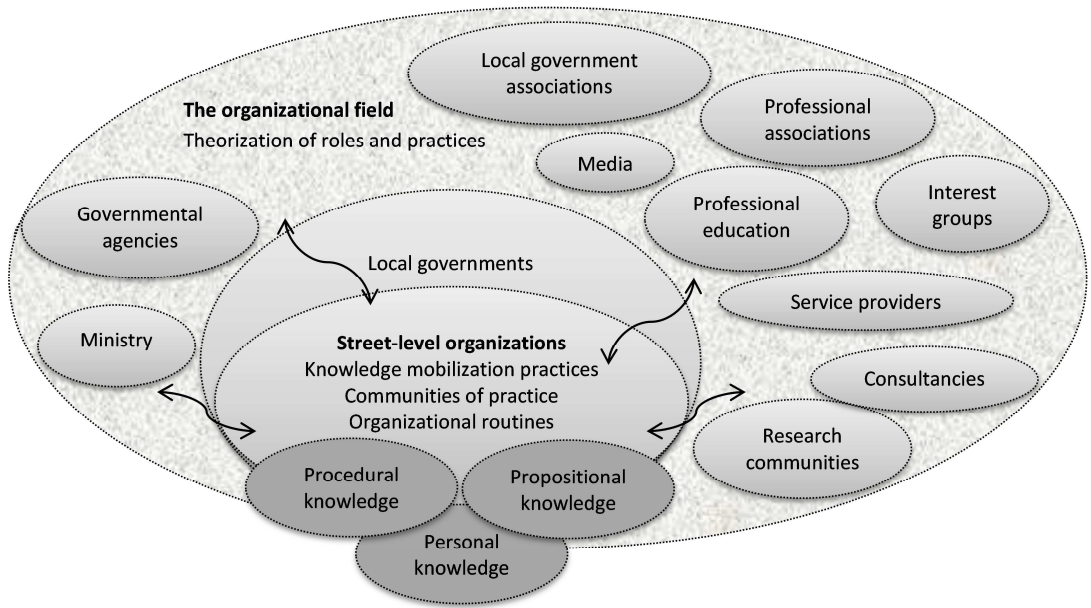 Local government
associations
The organizational field
Theorization of roles and practices
Professional
associations
Media
Professional
education
Interest
groups
Governmental
agencies
Local governments
Service providers
Ministry
Street-level organizations
Knowledge mobilization practices
Communities of practice
Organizational routines
Consultancies
Research
communities
Procedural
knowledge
Propositional
knowledge
Personal
knowledge